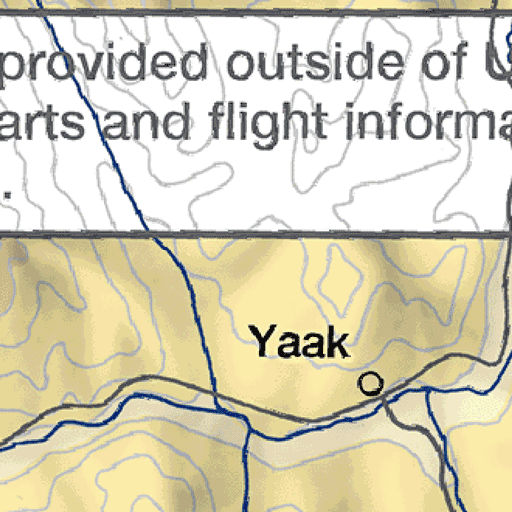 provided outside of U
arts and flight informa
.
Yaak